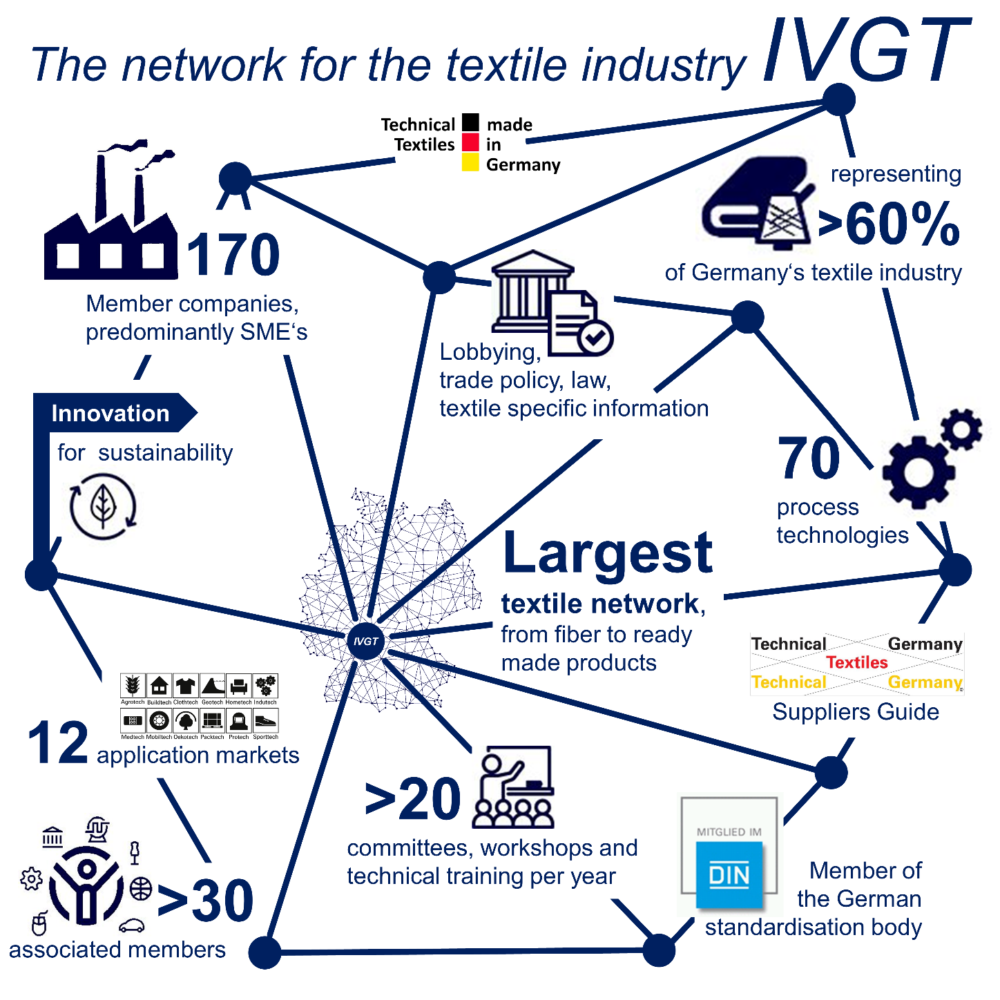 The network for the textile industry IVGT
Technical made
Textiles in
Germany
representing
>60%
of Germany‘s textile industry
170
Member companies,
predominantly SME‘s
Lobbying,
trade policy, law,
textile specific information
Innovation
for sustainability
70
process
technologies
Largest
textile network,
from fiber to ready
made products
IVGT
Technical Germany
Textiles
Technical Germany
©
Suppliers Guide
Agrotech Buildtech Clothtech Geotech Hometech Indutech
Medtech Mobiltech Oekotech Packtech Protech Sporttech
12 application markets
>20
committees, workshops and
technical training per year
>30
associated members
MITGLIED IM
DIN
Member of
the German
standardisation body